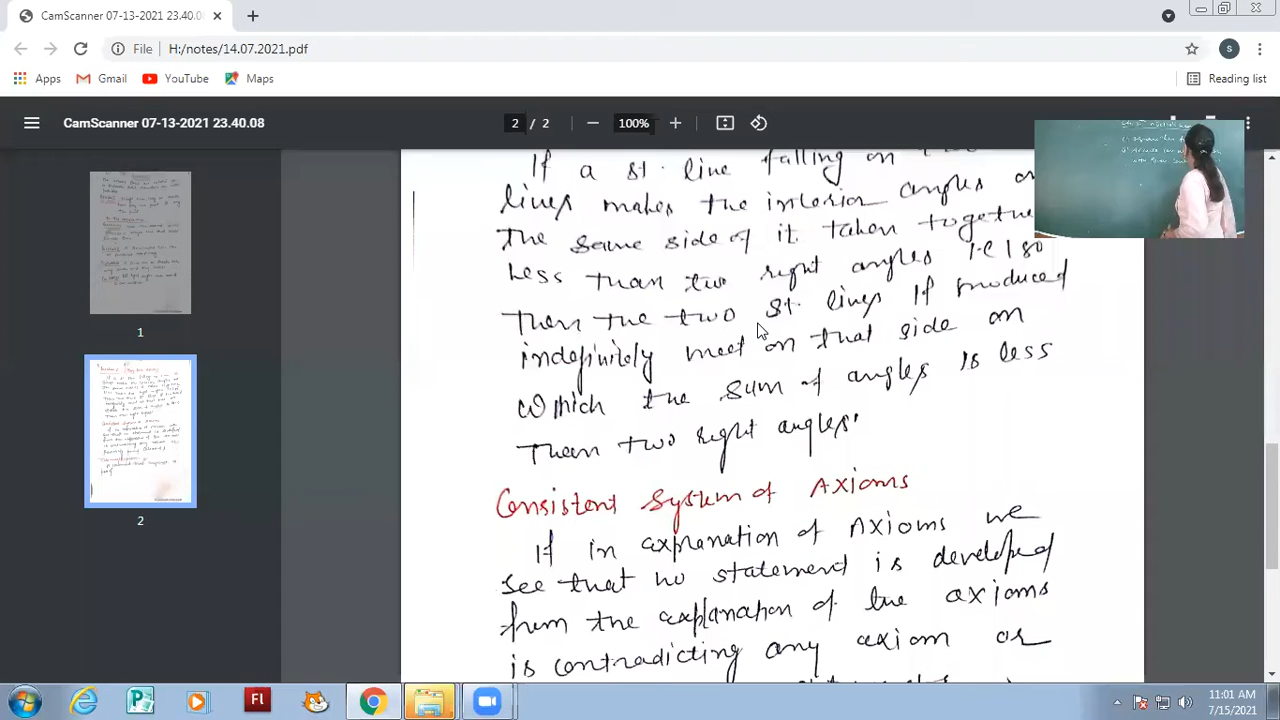 CamScanner 07-13-2021 23.40.0
File H:/notes/14.07.2021.pdf
S
Apps Gmail YouTube Maps Reading list
CamScanner 07-13-2021 23.40.08 2 / 2 100%
If a st. line falling on
lines makes the interior angles on
the same side of it taken togethe
less than two right angles i.e 180
Then the two st. lines if produced
indefinitely meet on that side on
which the sum of angles is less
Than two right angles.
Consistent System of Axioms
If in explanation of Axioms we
see that no statement is developed
from the explanation of the axioms
is contradicting any axiom or
1
2
Fl
11:01 AM
7/15/2021